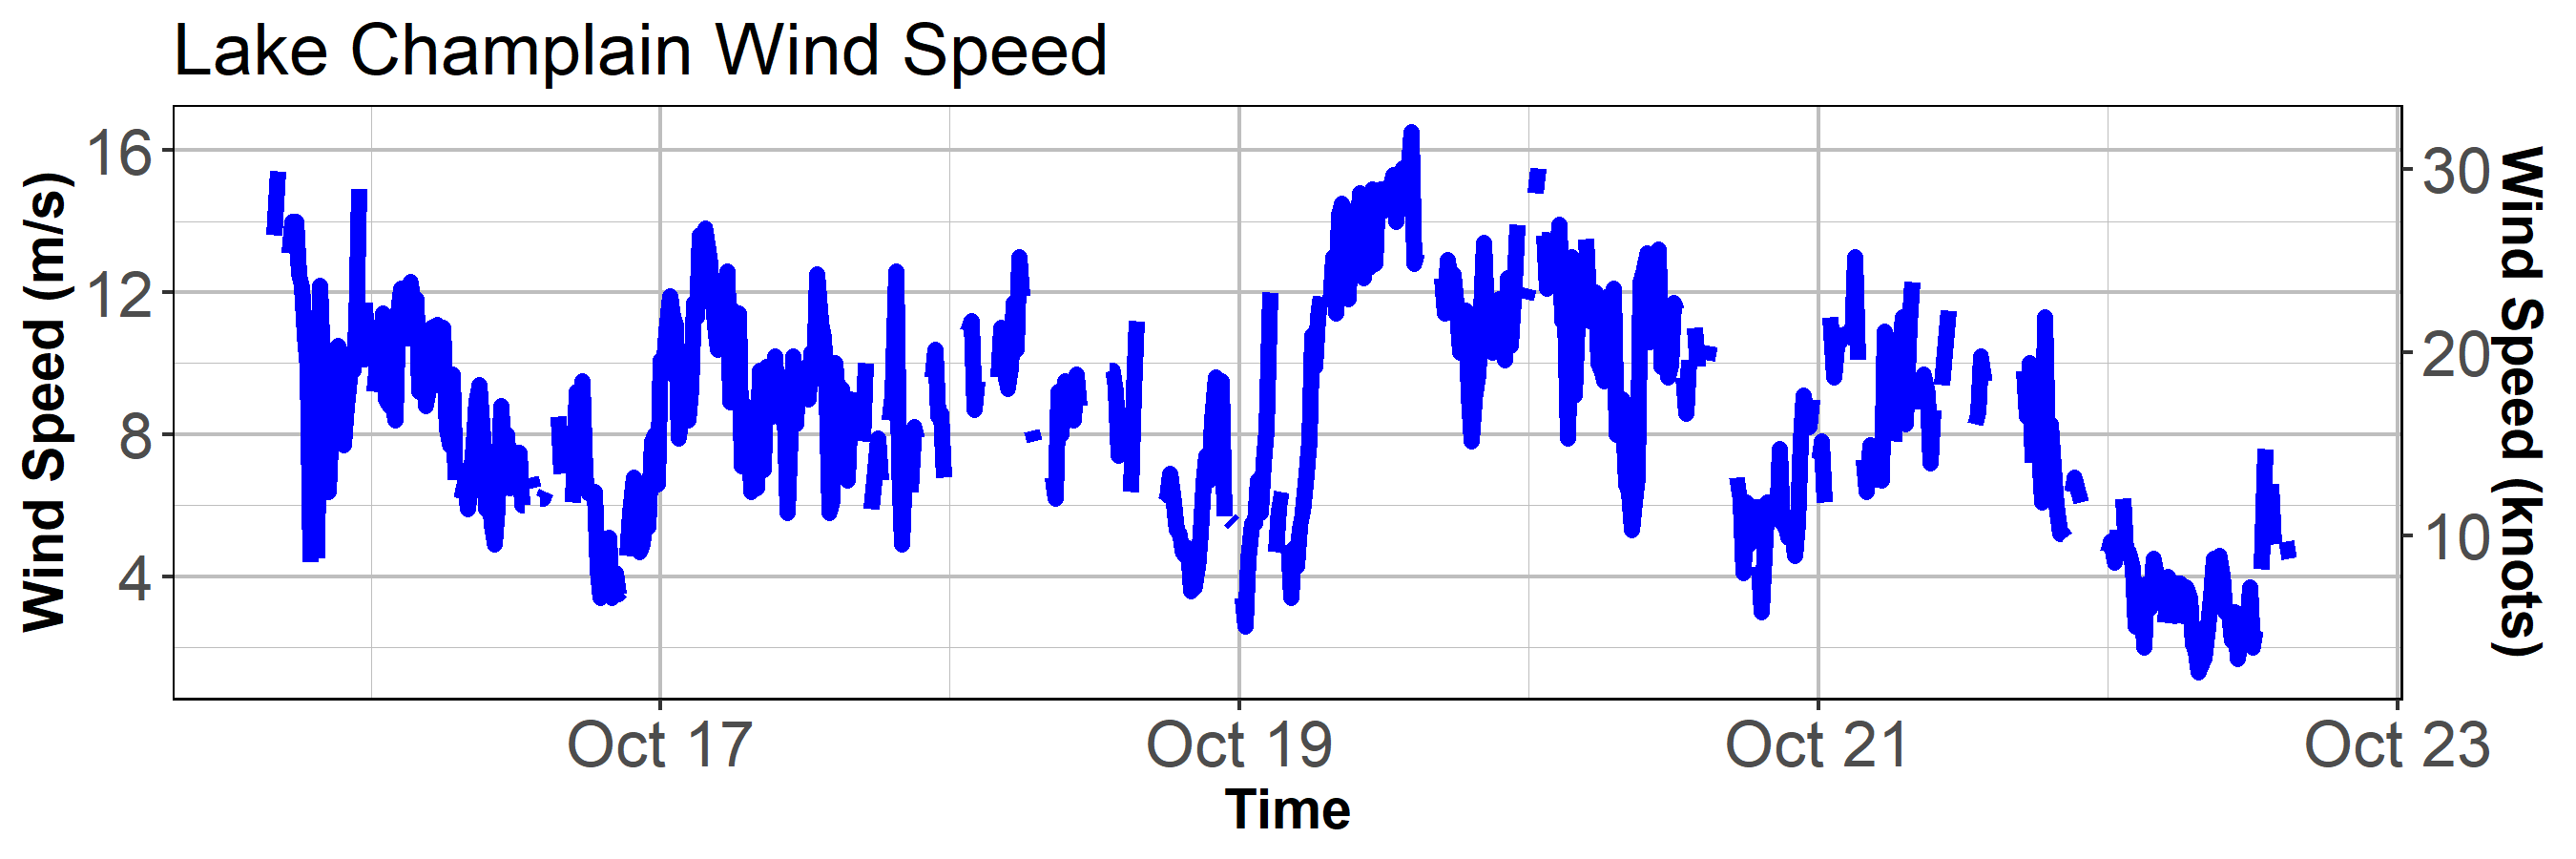 Lake Champlain Wind Speed
Wind Speed (m/s)
16
12
8
4
30
20
10
Wind Speed (knots)
Oct 17
Oct 19
Oct 21
Oct 23
Time